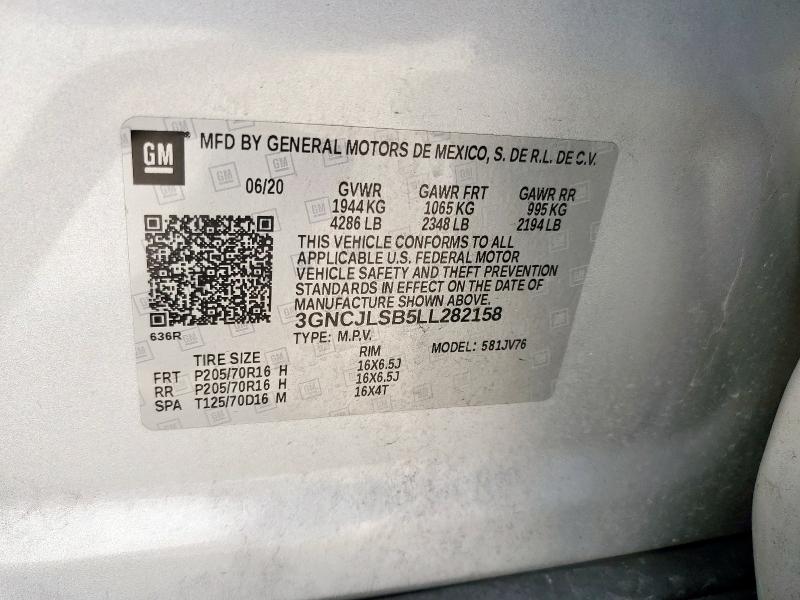 GM
MFD BY GENERAL MOTORS DE MEXICO, S. DE R.L. DE C.V.
06/20 GVWR GAWR FRT GAWR RR
1944 KG 1065 KG 995 KG
4286 LB 2348 LB 2194 LB
THIS VEHICLE CONFORMS TO ALL
APPLICABLE U.S. FEDERAL MOTOR
VEHICLE SAFETY AND THEFT PREVENTION
STANDARDS IN EFFECT ON THE DATE OF
MANUFACTURE SHOWN ABOVE.
3GNCJLSB5LL282158
636R
TYPE: M.P.V. MODEL: 581JV76
TIRE SIZE RIM
FRT P205/70R16 H 16X6.5J
RR P205/70R16 H 16X6.5J
SPA T125/70D16 M 16X4T